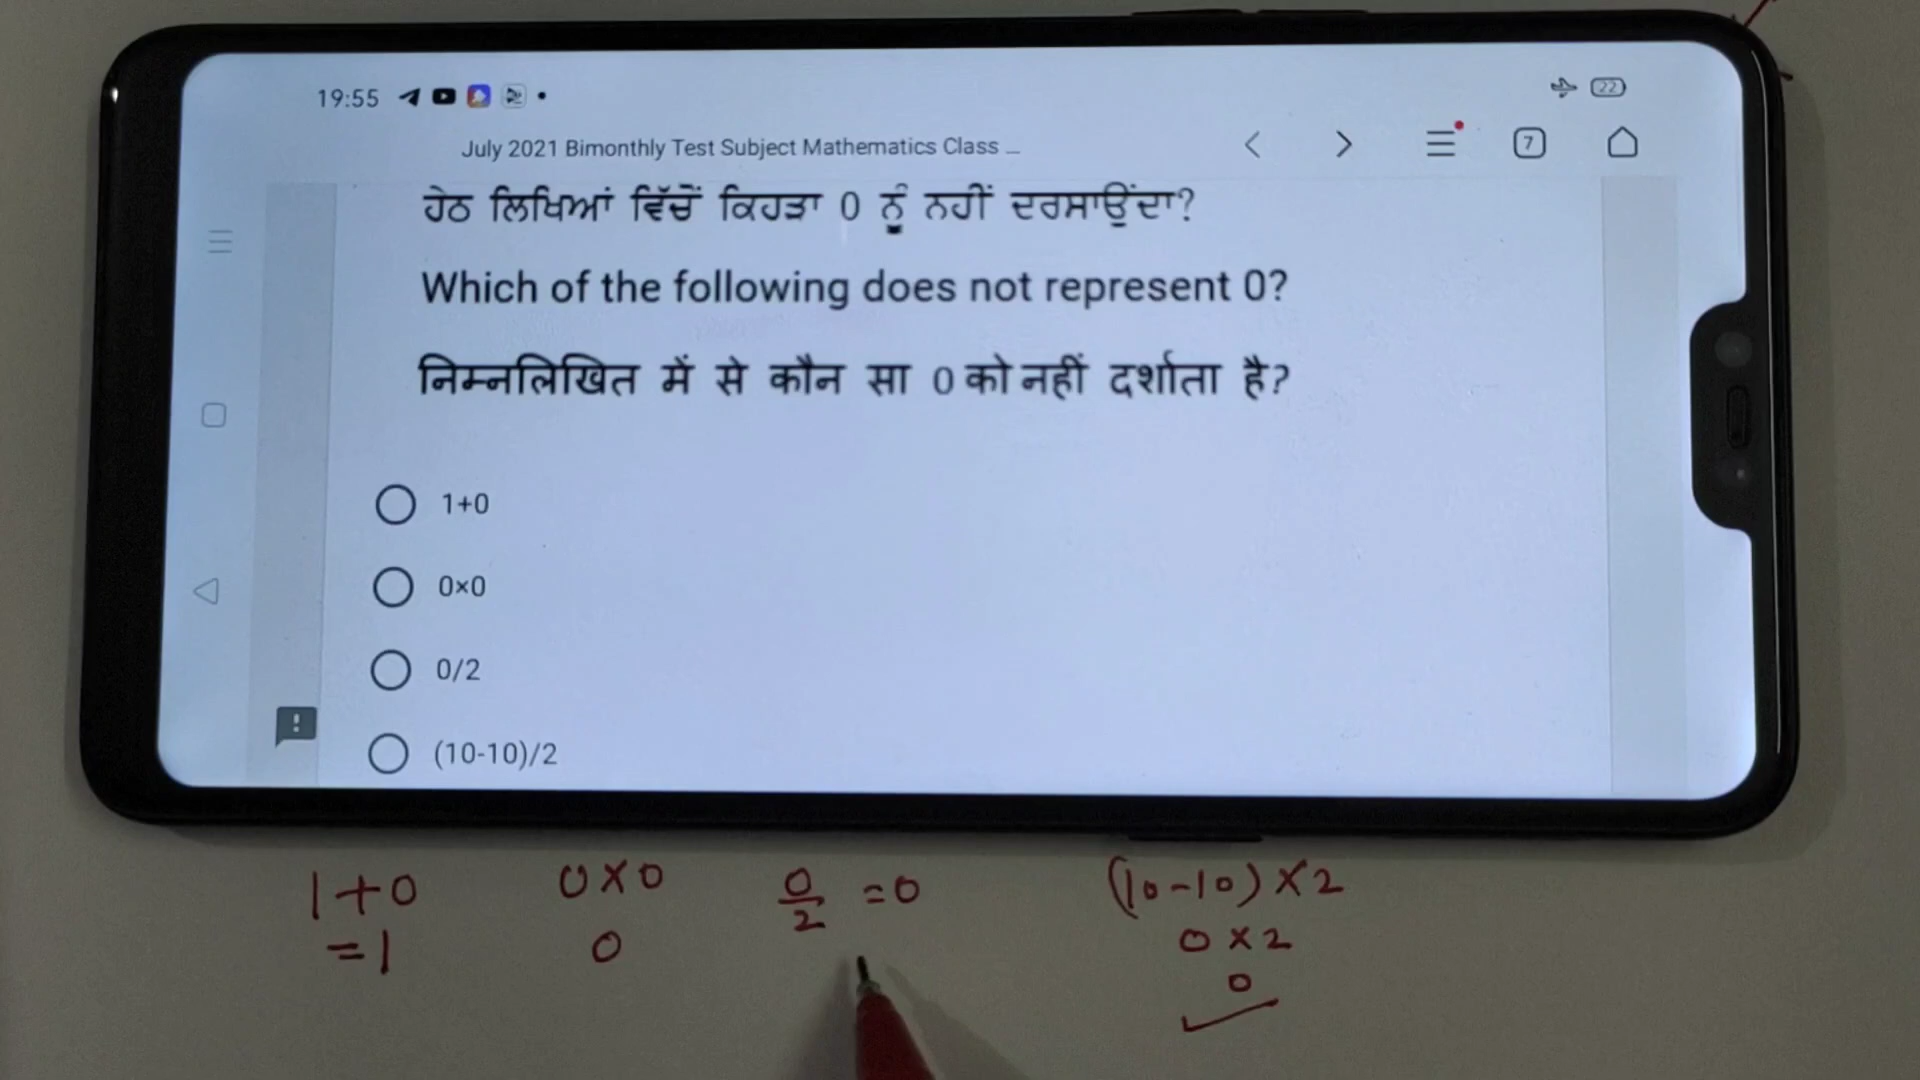 19:55
22
July 2021 Bimonthly Test Subject Mathematics Class ...
7
ਹੇਠ ਲਿਖਿਆਂ ਵਿੱਚੋਂ ਕਿਹੜਾ 0 ਨੂੰ ਨਹੀਂ ਦਰਸਾਉਂਦਾ?
Which of the following does not represent 0?
निम्नलिखित में से कौन सा 0 को नहीं दर्शाता है?
1+0
0×0
0/2
(10-10)/2
1+0 0×0 0/2 =0 (10-10)×2
=1 0 0×2
0